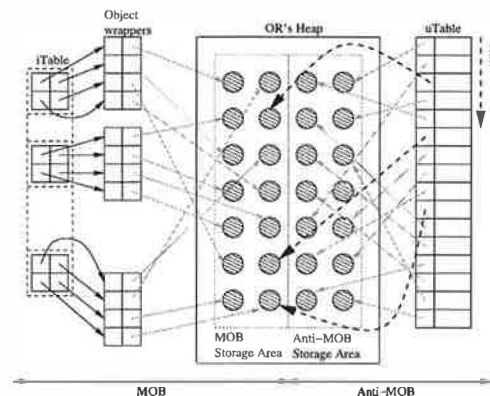 Object
wrappers
OR's Heap
uTable
iTable
MOB
Storage Area
Anti-MOB
Storage Area
MOB
Anti-MOB